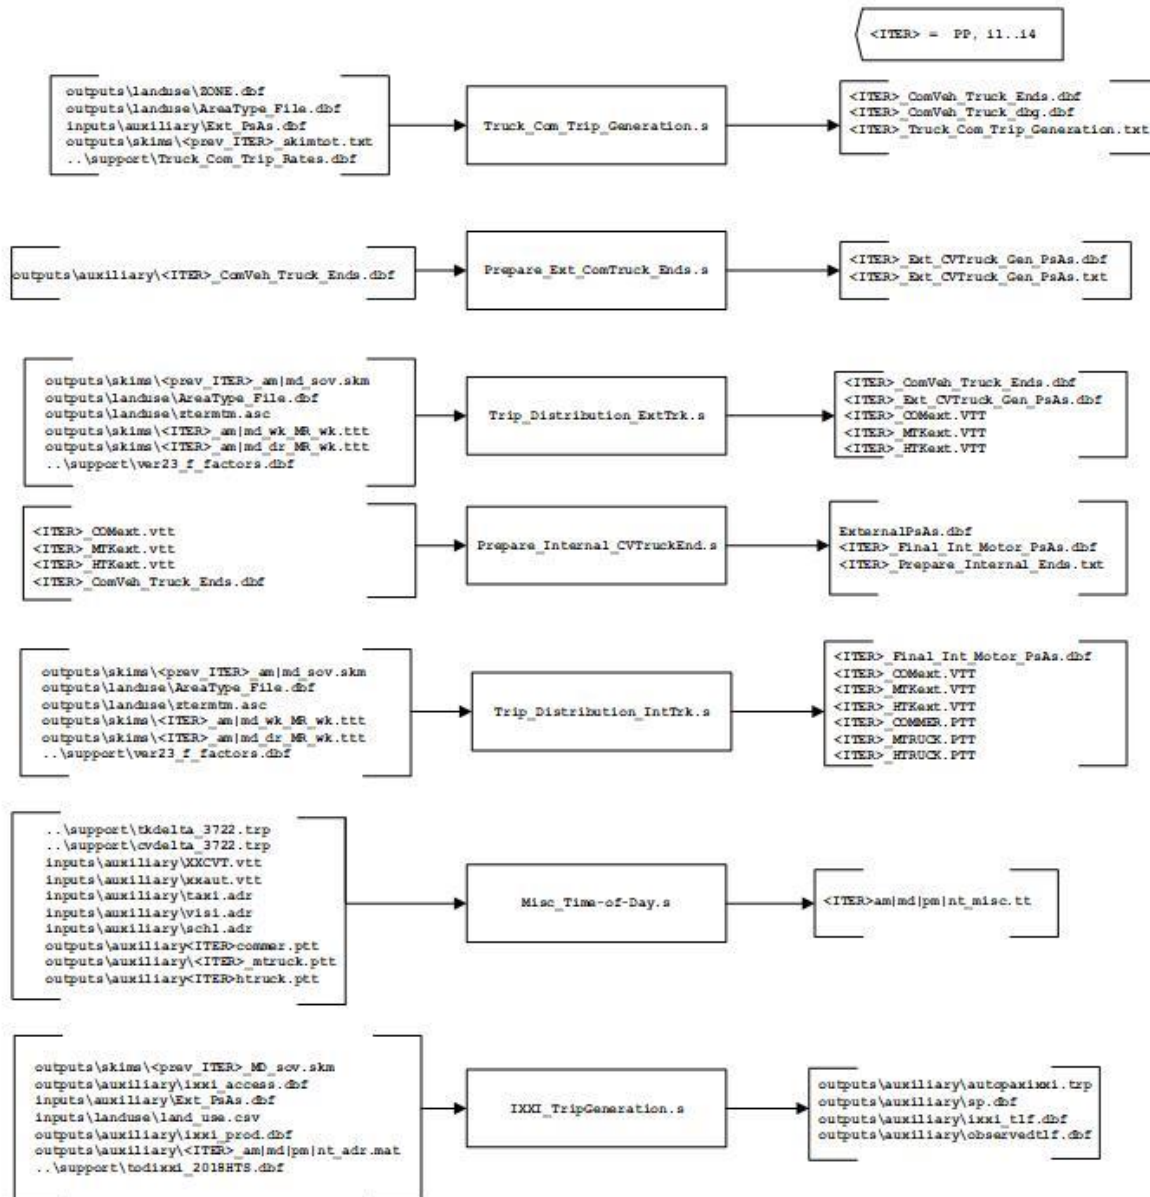 <ITER> = PP, i1..i4
outputs\landuse\ZONE.dbf
outputs\landuse\AreaType_File.dbf
inputs\auxiliary\Ext_PsAs.dbf
outputs\skims\<prev_ITER>_skimtot.txt
..\support\Truck_Com_Trip_Rates.dbf
Truck_Com_Trip_Generation.s
<ITER>_ComVeh_Truck_Ends.dbf
<ITER>_ComVeh_Truck_dbg.dbf
<ITER>_Truck_Com_Trip_Generation.txt
outputs\auxiliary\<ITER>_ComVeh_Truck_Ends.dbf
Prepare_Ext_ComTruck_Ends.s
<ITER>_Ext_CVTruck_Gen_PsAs.dbf
<ITER>_Ext_CVTruck_Gen_PsAs.txt
outputs\skims\<prev_ITER>_am|md_sov.skm
outputs\landuse\AreaType_File.dbf
outputs\landuse\ztermtm.asc
outputs\skims\<ITER>_am|md_wk_MR_wk.ttt
outputs\skims\<ITER>_am|md_dr_MR_wk.ttt
..\support\ver23_f_factors.dbf
Trip_Distribution_ExtTrk.s
<ITER>_ComVeh_Truck_Ends.dbf
<ITER>_Ext_CVTruck_Gen_PsAs.dbf
<ITER>_COMext.VTT
<ITER>_MTKext.VTT
<ITER>_HTKext.VTT
<ITER>_COMext.vtt
<ITER>_MTKext.vtt
<ITER>_HTKext.vtt
<ITER>_ComVeh_Truck_Ends.dbf
Prepare_Internal_CVTruckEnd.s
ExternalPsAs.dbf
<ITER>_Final_Int_Motor_PsAs.dbf
<ITER>_Prepare_Internal_Ends.txt
outputs\skims\<prev_ITER>_am|md_sov.skm
outputs\landuse\AreaType_File.dbf
outputs\landuse\ztermtm.asc
outputs\skims\<ITER>_am|md_wk_MR_wk.ttt
outputs\skims\<ITER>_am|md_dr_MR_wk.ttt
..\support\ver23_f_factors.dbf
Trip_Distribution_IntTrk.s
<ITER>_Final_Int_Motor_PsAs.dbf
<ITER>_COMext.VTT
<ITER>_MTKext.VTT
<ITER>_HTKext.VTT
<ITER>_COMMER.PTT
<ITER>_MTRUCK.PTT
<ITER>_HTRUCK.PTT
..\support\tkdelta_3722.trp
..\support\cvdelta_3722.trp
inputs\auxiliary\XXCVT.vtt
inputs\auxiliary\xxaut.vtt
inputs\auxiliary\taxi.adr
inputs\auxiliary\visi.adr
inputs\auxiliary\schl.adr
outputs\auxiliary<ITER>commer.ptt
outputs\auxiliary\<ITER>_mtruck.ptt
outputs\auxiliary<ITER>htruck.ptt
Misc_Time-of-Day.s
<ITER>am|md|pm|nt_misc.tt
outputs\skims\<prev_ITER>_MD_sov.skm
outputs\auxiliary\ixxi_access.dbf
inputs\auxiliary\Ext_PsAs.dbf
inputs\landuse\land_use.csv
outputs\auxiliary\ixxi_prod.dbf
outputs\auxiliary\<ITER>_am|md|pm|nt_adr.mat
..\support\todixxi_2018HTS.dbf
IXXI_TripGeneration.s
outputs\auxiliary\autopaxixxi.trp
outputs\auxiliary\sp.dbf
outputs\auxiliary\ixxi_tlf.dbf
outputs\auxiliary\observedtlf.dbf